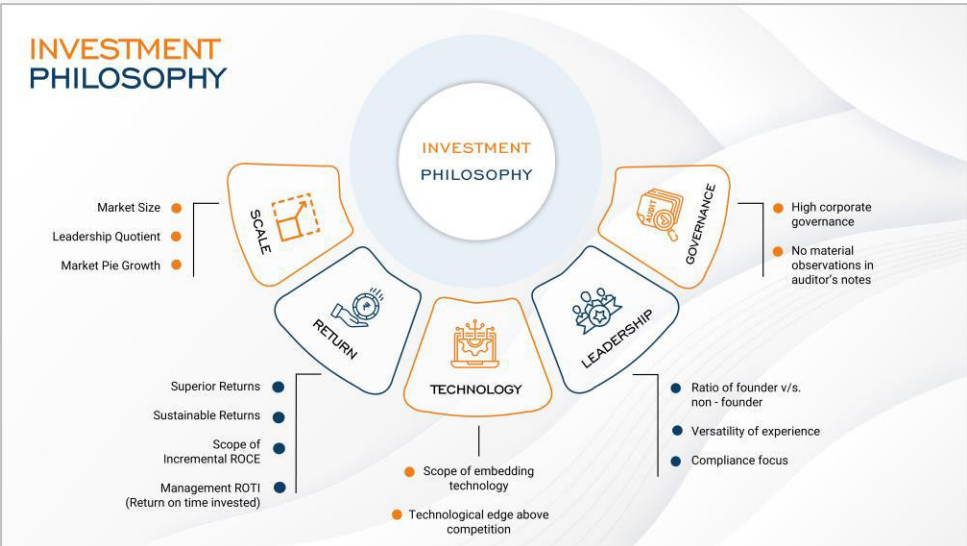 INVESTMENT
PHILOSOPHY
INVESTMENT
PHILOSOPHY
SCALE
Market Size
Leadership Quotient
Market Pie Growth
RETURN
Superior Returns
Sustainable Returns
Scope of
Incremental ROCE
Management ROTI
(Return on time invested)
TECHNOLOGY
Scope of embedding
technology
Technological edge above
competition
LEADERSHIP
Ratio of founder v/s.
non - founder
Versatility of experience
Compliance focus
AUDIT
GOVERNANCE
High corporate
governance
No material
observations in
auditor's notes